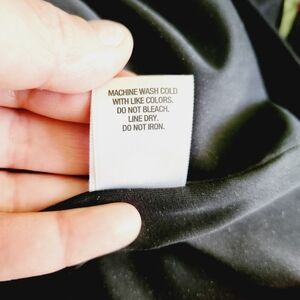 MACHINE WASH COLD
WITH LIKE COLORS.
DO NOT BLEACH.
LINE DRY.
DO NOT IRON.